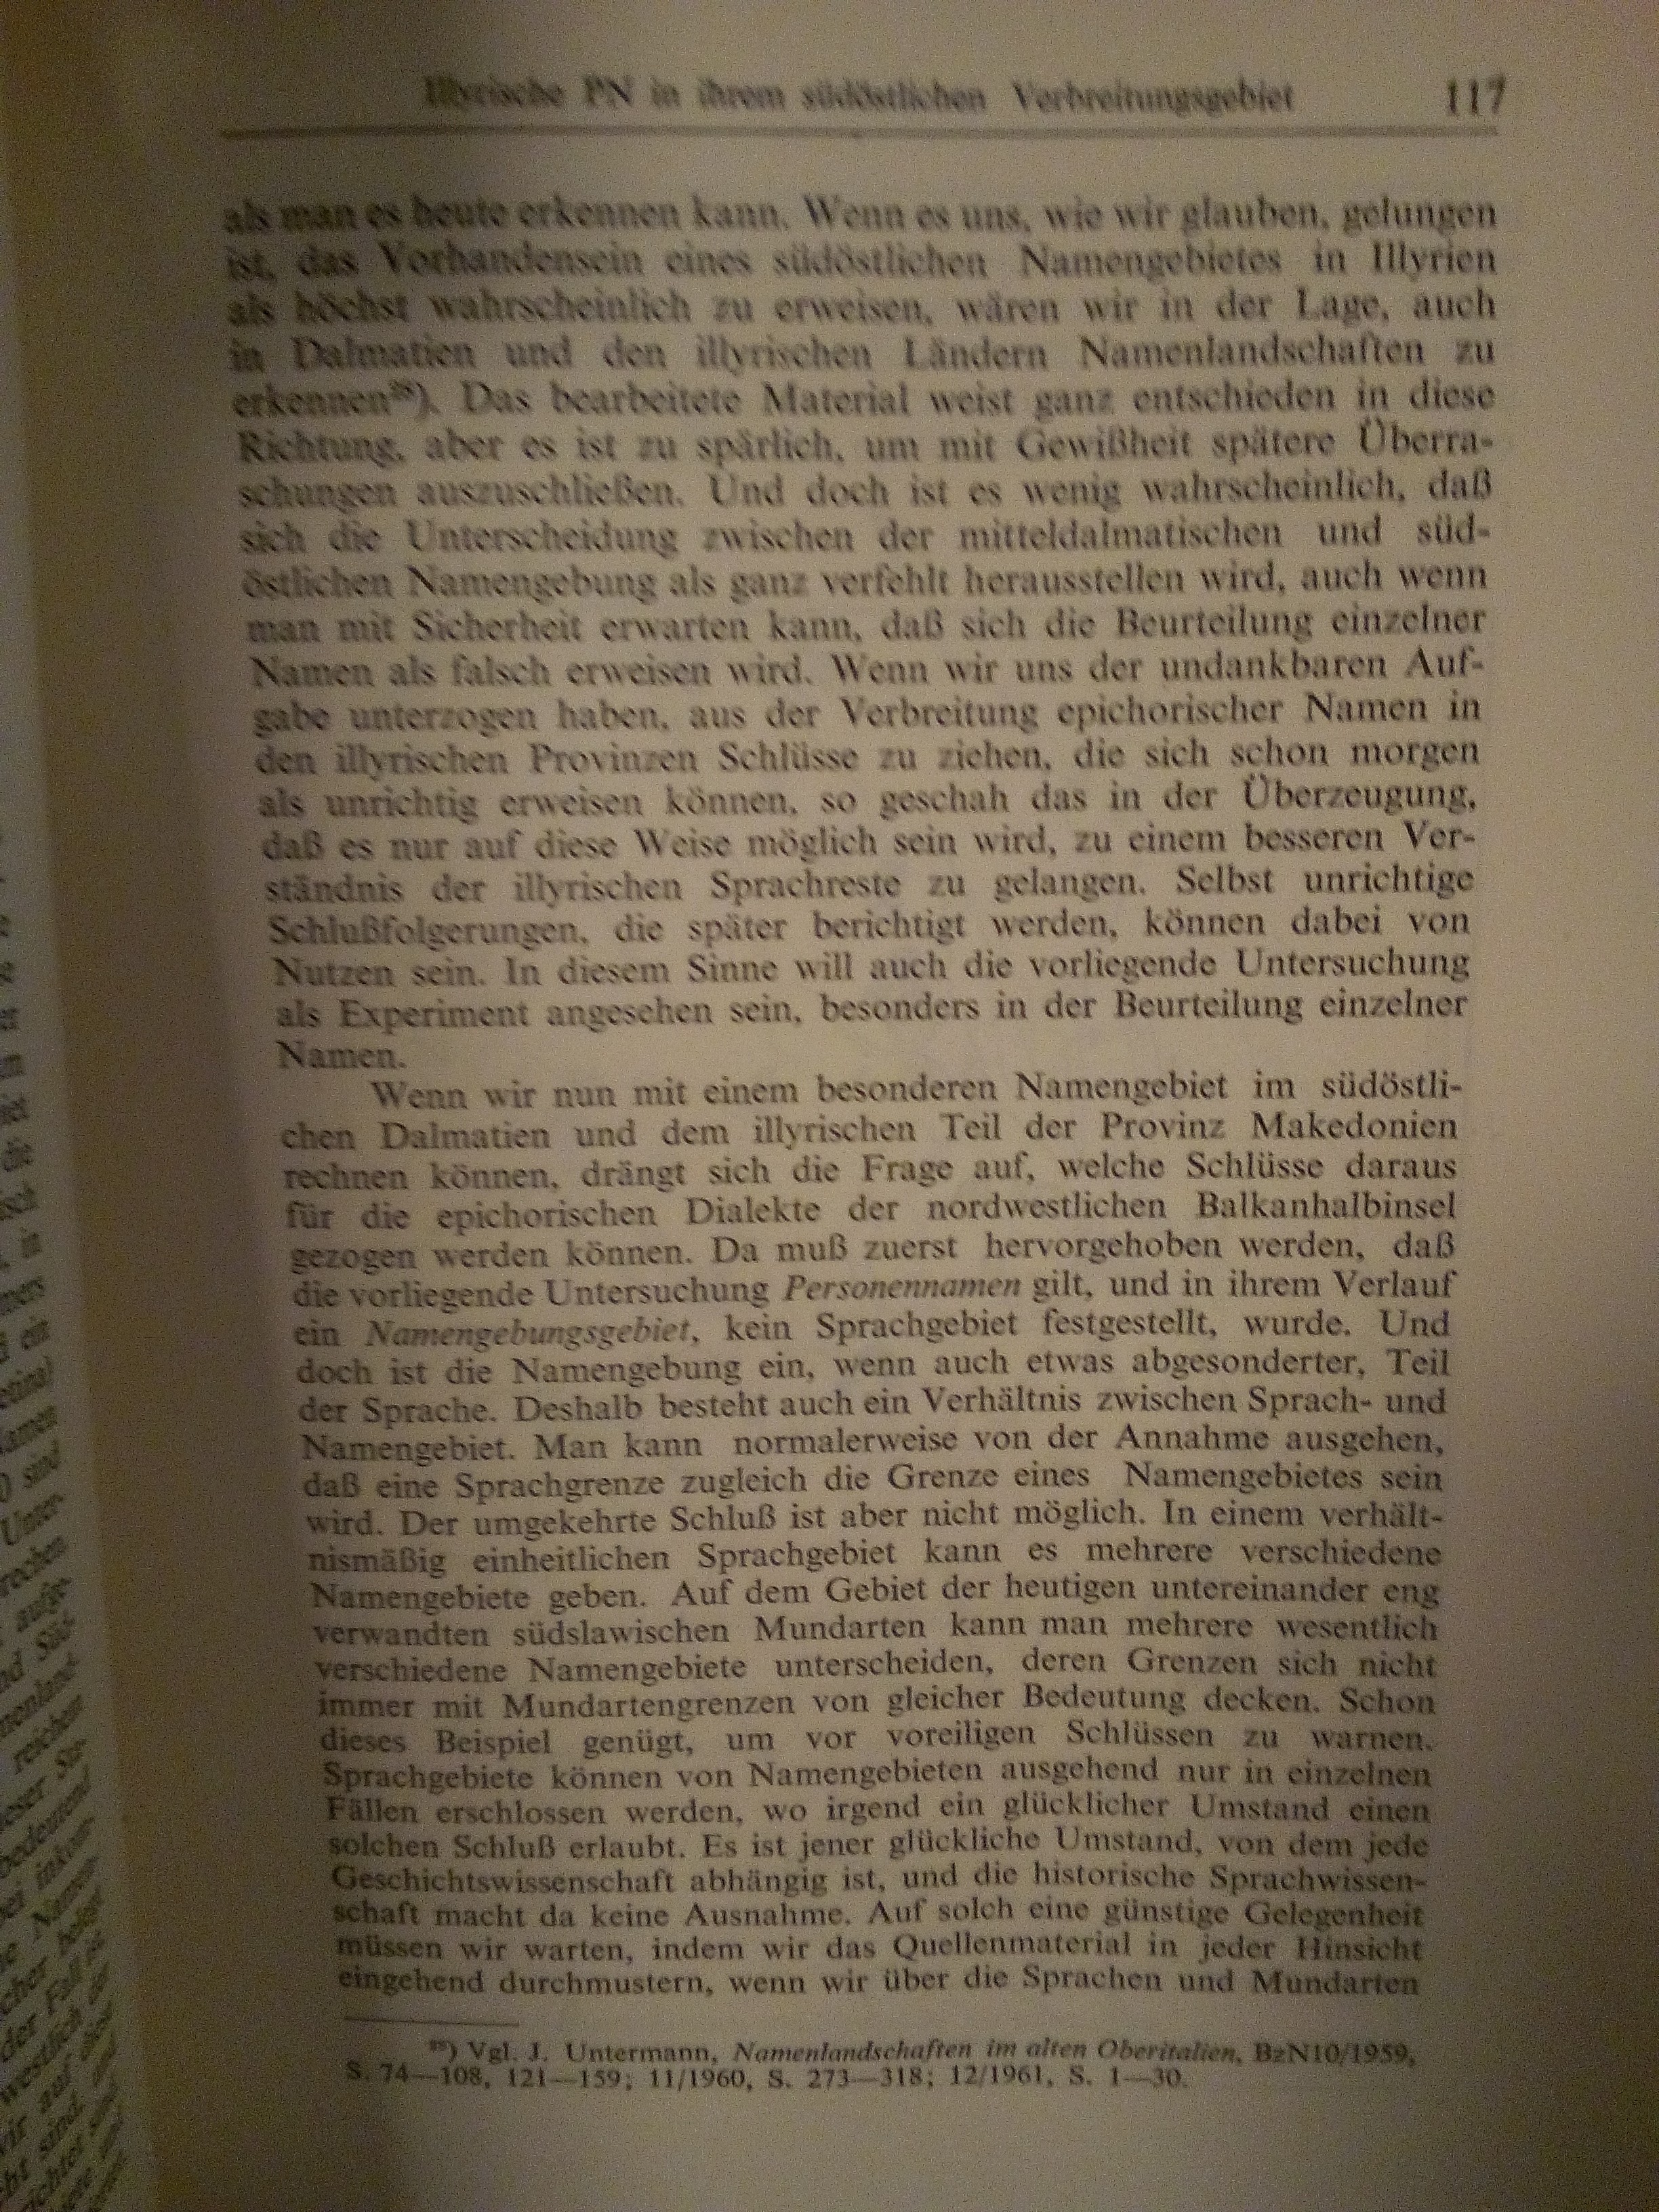 Illyrische PN in ihrem südöstlichen Verbreitungsgebiet 117
als man es heute erkennen kann. Wenn es uns, wie wir glauben, gelungen
ist, das Vorhandensein eines südöstlichen Namengebietes in Illyrien
als höchst wahrscheinlich zu erweisen, wären wir in der Lage, auch
in Dalmatien und den illyrischen Ländern Namenlandschaften zu
erkennen). Das bearbeitete Material weist ganz entschieden in diese
Richtung, aber es ist zu spärlich, um mit Gewißheit spätere Überra-
schungen auszuschließen. Und doch ist es wenig wahrscheinlich, daß
sich die Unterscheidung zwischen der mitteldalmatischen und süd-
östlichen Namengebung als ganz verfehlt herausstellen wird, auch wenn
man mit Sicherheit erwarten kann, daß sich die Beurteilung einzelner
Namen als falsch erweisen wird. Wenn wir uns der undankbaren Auf-
gabe unterzogen haben, aus der Verbreitung epichorischer Namen in
den illyrischen Provinzen Schlüsse zu ziehen, die sich schon morgen
als unrichtig erweisen können, so geschah das in der Überzeugung,
daß es nur auf diese Weise möglich sein wird, zu einem besseren Ver-
ständnis der illyrischen Sprachreste zu gelangen. Selbst unrichtige
Schlußfolgerungen, die später berichtigt werden, können dabei von
Nutzen sein. In diesem Sinne will auch die vorliegende Untersuchung
als Experiment angesehen sein, besonders in der Beurteilung einzelner
Namen.
Wenn wir nun mit einem besonderen Namengebiet im südöstli-
chen Dalmatien und dem illyrischen Teil der Provinz Makedonien
rechnen können, drängt sich die Frage auf, welche Schlüsse daraus
für die epichorischen Dialekte der nordwestlichen Balkanhalbinsel
gezogen werden können. Da muß zuerst hervorgehoben werden, daß
die vorliegende Untersuchung Personennamen gilt, und in ihrem Verlauf
ein Namengebungsgebiet, kein Sprachgebiet festgestellt, wurde. Und
doch ist die Namengebung ein, wenn auch etwas abgesonderter, Teil
der Sprache. Deshalb besteht auch ein Verhältnis zwischen Sprach- und
Namengebiet. Man kann normalerweise von der Annahme ausgehen,
daß eine Sprachgrenze zugleich die Grenze eines Namengebietes sein
wird. Der umgekehrte Schluß ist aber nicht möglich. In einem verhält-
nismäßig einheitlichen Sprachgebiet kann es mehrere verschiedene
Namengebiete geben. Auf dem Gebiet der heutigen untereinander eng
verwandten südslawischen Mundarten kann man mehrere wesentlich
verschiedene Namengebiete unterscheiden, deren Grenzen sich nicht
immer mit Mundartengrenzen von gleicher Bedeutung decken. Schon
dieses Beispiel genügt, um vor voreiligen Schlüssen zu warnen.
Sprachgebiete können von Namengebieten ausgehend nur in einzelnen
Fällen erschlossen werden, wo irgend ein glücklicher Umstand einen
solchen Schluß erlaubt. Es ist jener glückliche Umstand, von dem jede
Geschichtswissenschaft abhängig ist, und die historische Sprachwissen-
schaft macht da keine Ausnahme. Auf solch eine günstige Gelegenheit
müssen wir warten, indem wir das Quellenmaterial in jeder Hinsicht
eingehend durchmustern, wenn wir über die Sprachen und Mundarten
) Vgl. J. Untermann, Namenlandschaften im alten Oberitalien, BzN10/1959,
S. 74—108, 121—159; 11/1960, S. 273—318; 12/1961, S. 1—30.